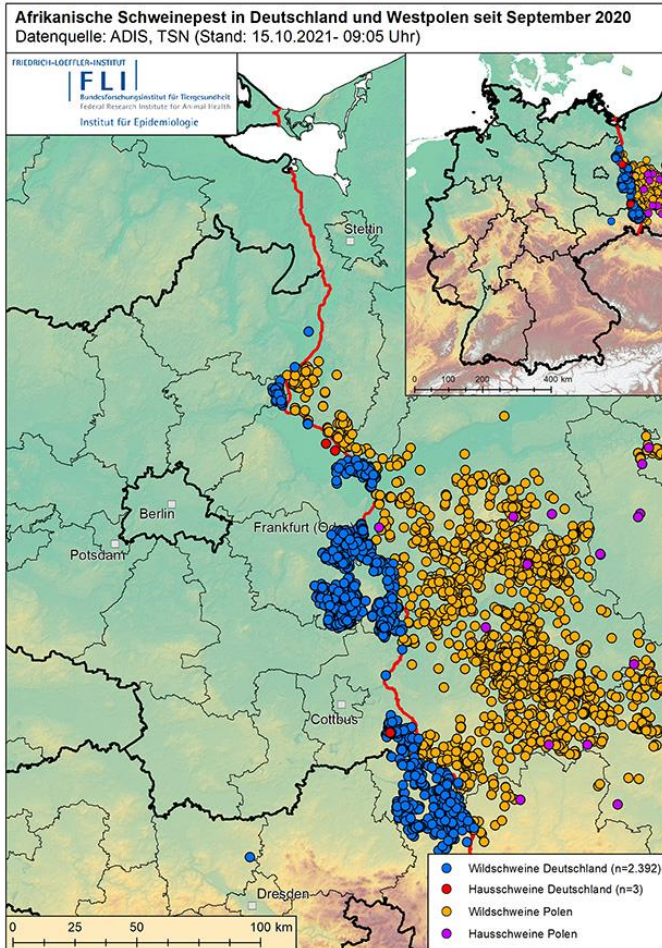 Afrikanische Schweinepest in Deutschland und Westpolen seit September 2020
Datenquelle: ADIS, TSN (Stand: 15.10.2021- 09:05 Uhr)
FRIEDRICH-LOEFFLER-INSTITUT
FLI
Bundesforschungsinstitut für Tiergesundheit
Federal Research Institute for Animal Health
Institut für Epidemiologie
Stettin
0 100 200 400 km
Berlin
Frankfurt (Oder)
Potsdam
Cottbus
Dresden
Wildschweine Deutschland (n=2.392)
Hausschweine Deutschland (n=3)
Wildschweine Polen
Hausschweine Polen
0 25 50 100 km